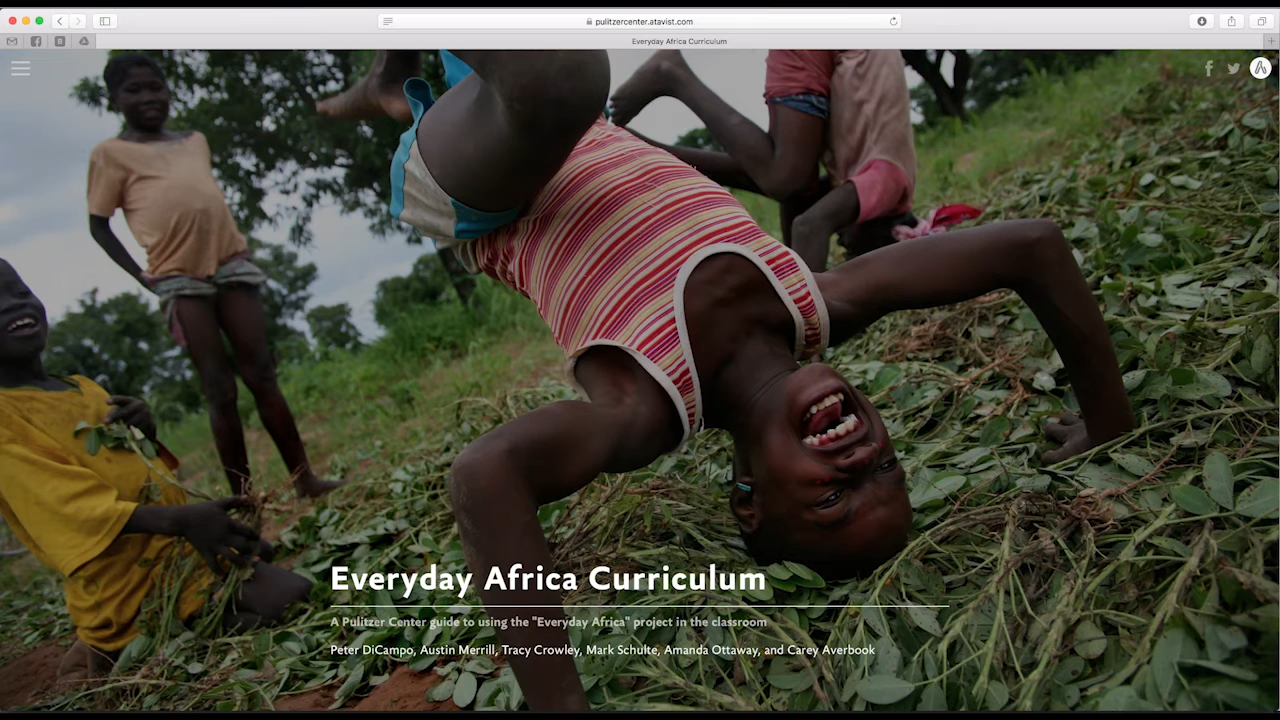 pulitzercenter.atavist.com
Everyday Africa Curriculum
Everyday Africa Curriculum
A Pulitzer Center guide to using the "Everyday Africa" project in the classroom
Peter DiCampo, Austin Merrill, Tracy Crowley, Mark Schulte, Amanda Ottaway, and Carey Averbook